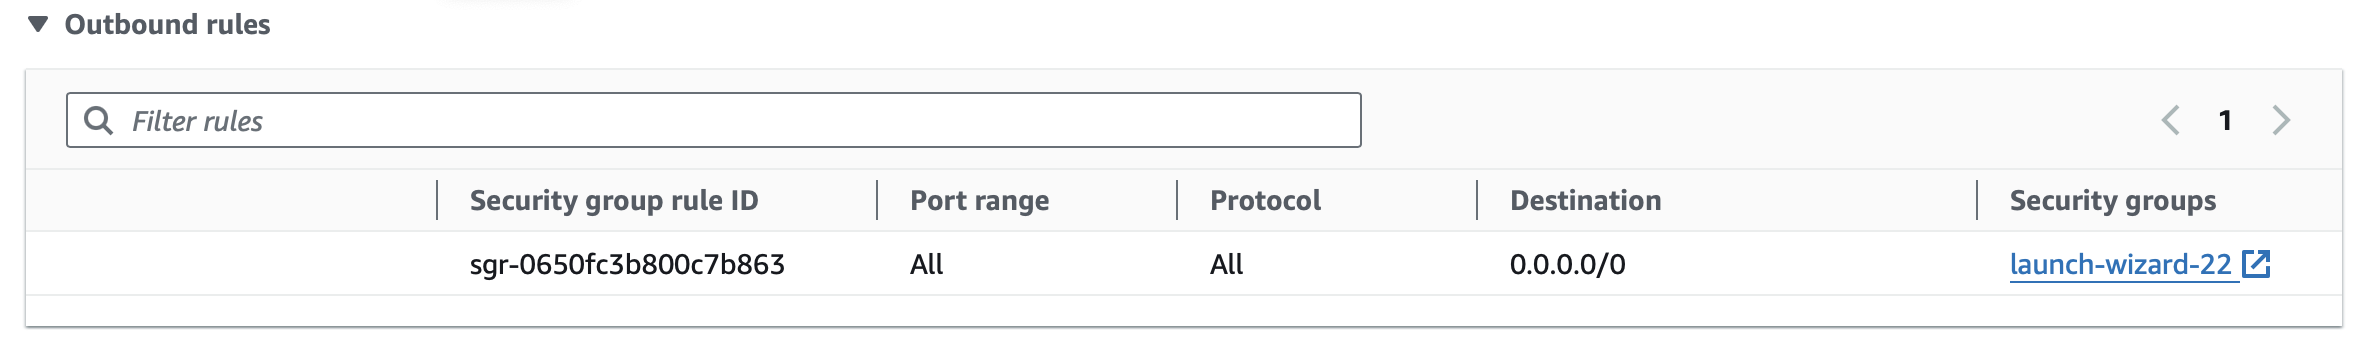 Outbound rules
Filter rules
1
Security group rule ID Port range Protocol Destination Security groups
sgr-0650fc3b800c7b863 All All 0.0.0.0/0 launch-wizard-22